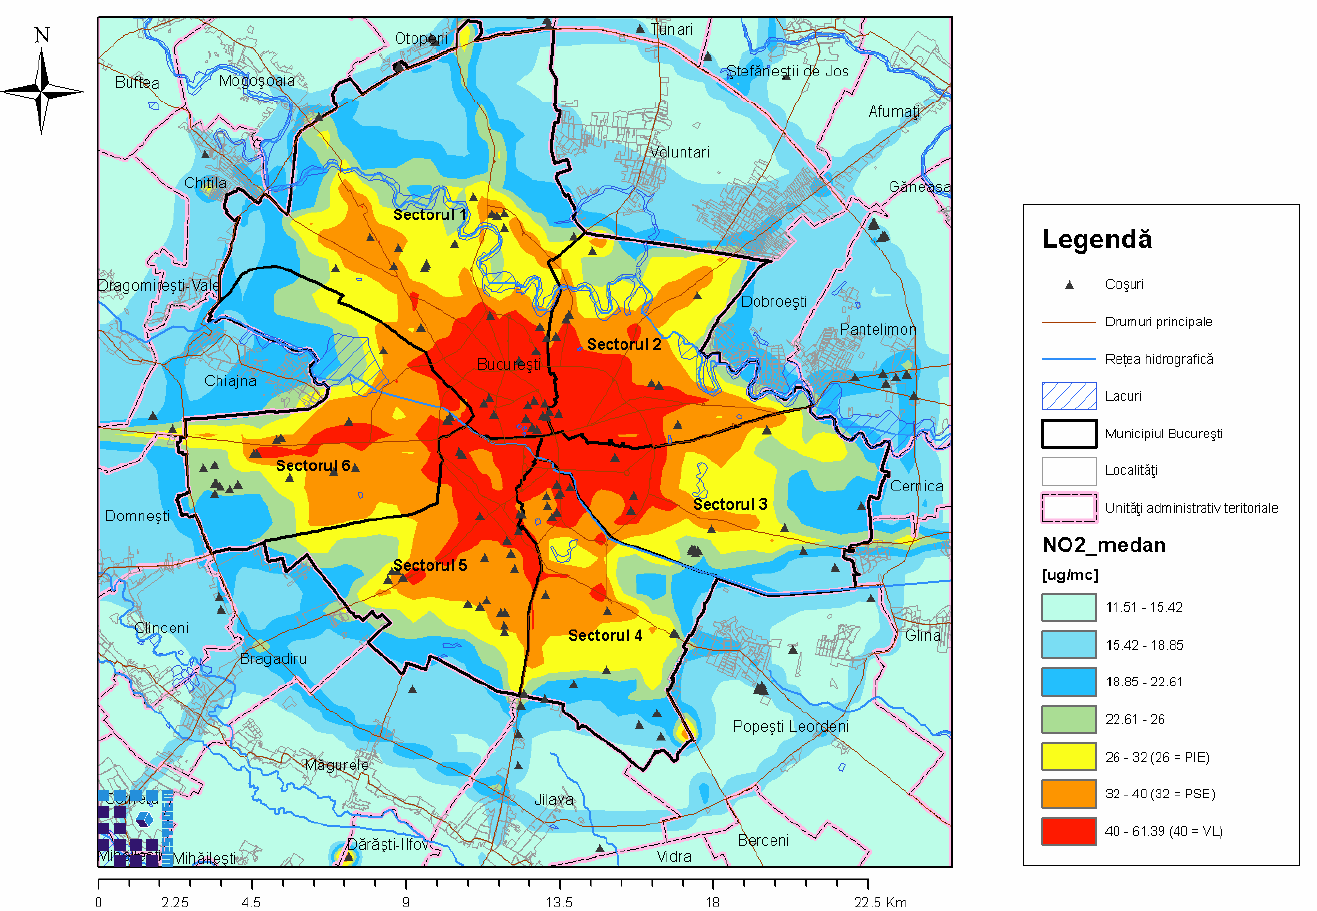 N
Otopeni
Tunari
Buftea
Mogoşoaia
Ştefăneştii de Jos
Afumaţi
Voluntari
Chitila
Găneasa
Sectorul 1
Dragomireşti-Vale
Dobroeşti
Pantelimon
Sectorul 2
Bucureşti
Chiajna
Sectorul 6
Cernica
Sectorul 3
Domneşti
Sectorul 5
Clinceni
Sectorul 4
Glina
Bragadiru
Popeşti Leordeni
Măgurele
Jilava
Cornetu
Dărăşti-Ilfov
Berceni
Mihăileşti
Mihăileşti
Vidra
0 2.25 4.5 9 13.5 18 22.5 Km
Legendă
Coşuri
Drumuri principale
Reţea hidrografică
Lacuri
Municipiul Bucureşti
Localităţi
Unităţi administrativ teritoriale
NO2_medan
[ug/mc]
11.51 - 15.42
15.42 - 18.85
18.85 - 22.61
22.61 - 26
26 - 32 (26 = PIE)
32 - 40 (32 = PSE)
40 - 61.39 (40 = VL)